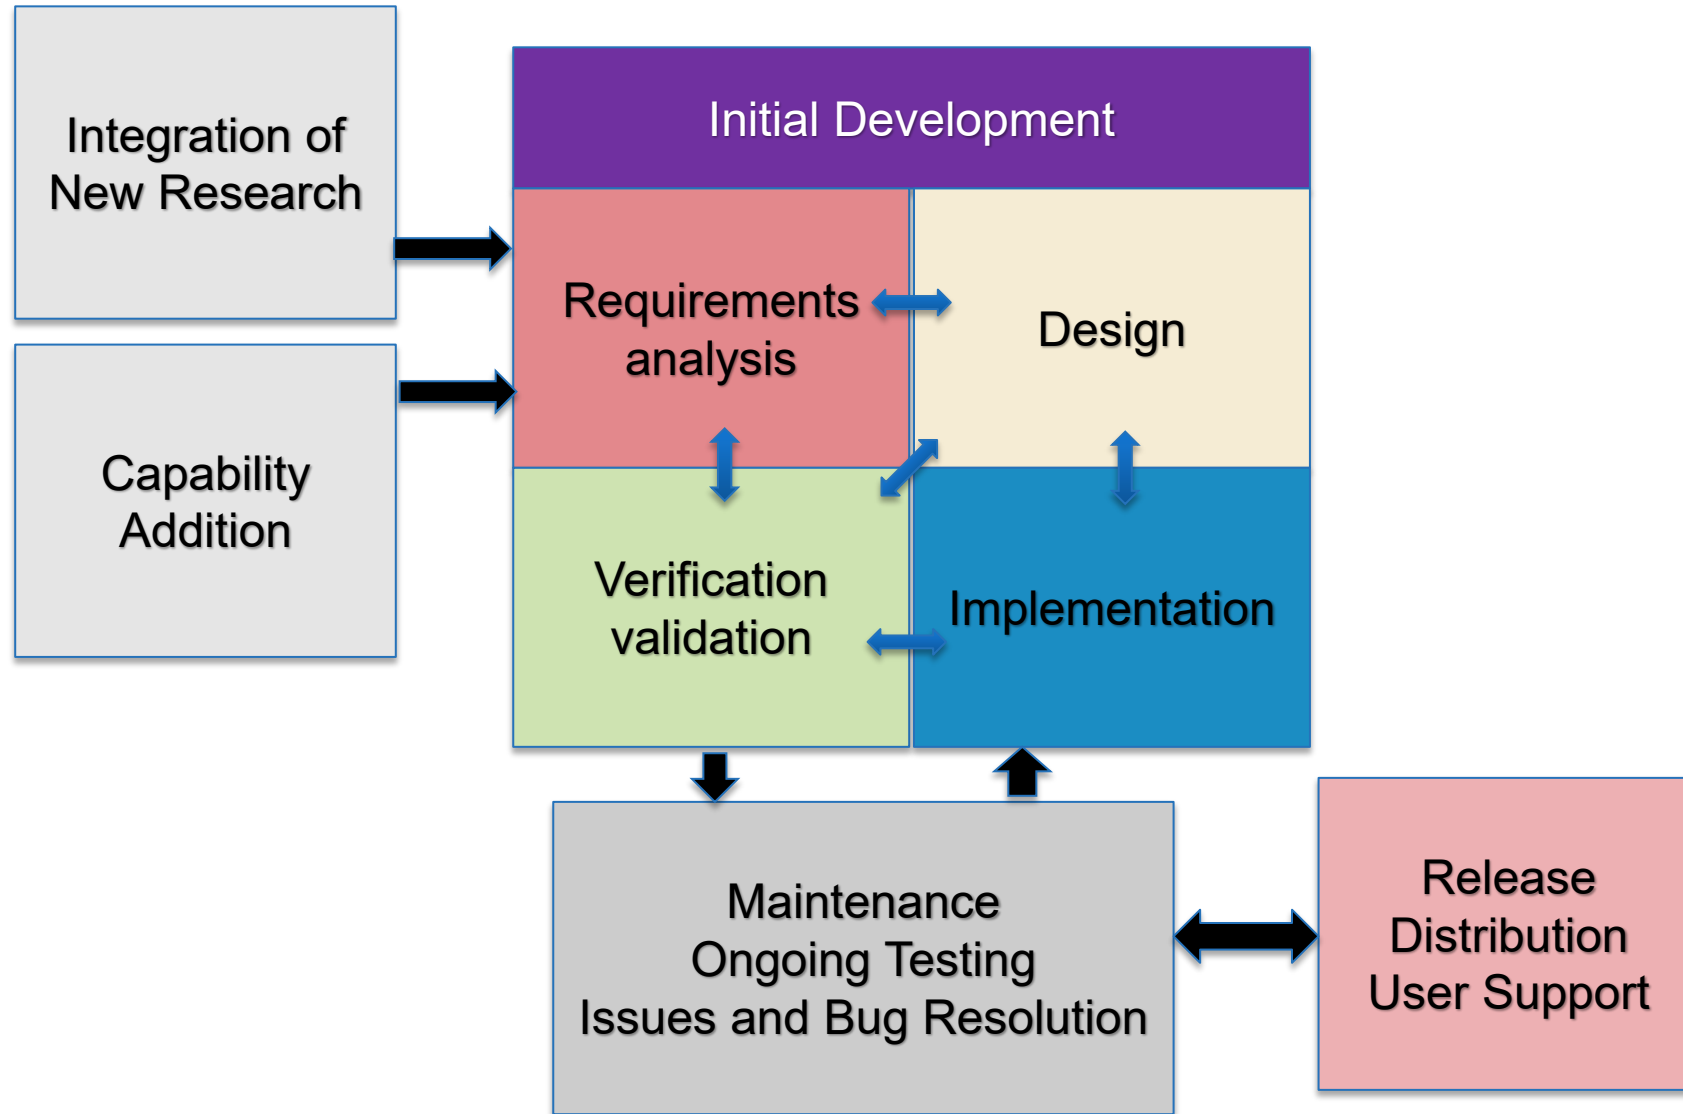 Integration of
New Research
Initial Development
Requirements
analysis
Design
Capability
Addition
Verification
validation
Implementation
Maintenance
Ongoing Testing
Issues and Bug Resolution
Release
Distribution
User Support